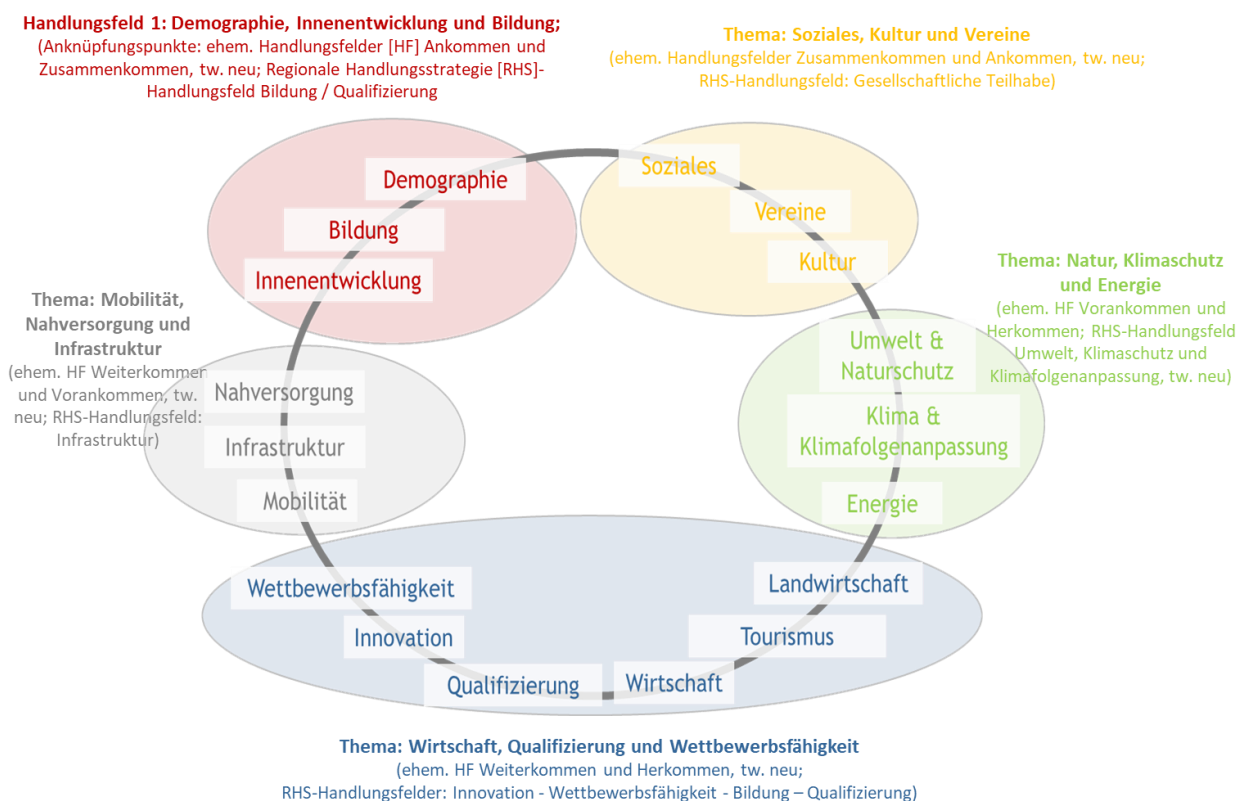 Handlungsfeld 1: Demographie, Innenentwicklung und Bildung;
(Anknüpfungspunkte: ehem. Handlungsfelder [HF] Ankommen und
Zusammenkommen, tw. neu; Regionale Handlungsstrategie [RHS]-
Handlungsfeld Bildung / Qualifizierung
Thema: Soziales, Kultur und Vereine
(ehem. Handlungsfelder Zusammenkommen und Ankommen, tw. neu;
RHS-Handlungsfeld: Gesellschaftliche Teilhabe)
Demographie
Bildung
Innenentwicklung
Soziales
Vereine
Kultur
Thema: Natur, Klimaschutz
und Energie
(ehem. HF Vorankommen und
Herkommen; RHS-Handlungsfeld
Umwelt, Klimaschutz und
Klimafolgenanpassung, tw. neu)
Thema: Mobilität,
Nahversorgung und
Infrastruktur
(ehem. HF Weiterkommen
und Vorankommen, tw.
neu; RHS-Handlungsfeld:
Infrastruktur)
Nahversorgung
Infrastruktur
Mobilität
Umwelt &
Naturschutz
Klima &
Klimafolgenanpassung
Energie
Wettbewerbsfähigkeit
Innovation
Qualifizierung
Wirtschaft
Tourismus
Landwirtschaft
Thema: Wirtschaft, Qualifizierung und Wettbewerbsfähigkeit
(ehem. HF Weiterkommen und Herkommen, tw. neu;
RHS-Handlungsfelder: Innovation - Wettbewerbsfähigkeit - Bildung – Qualifizierung)